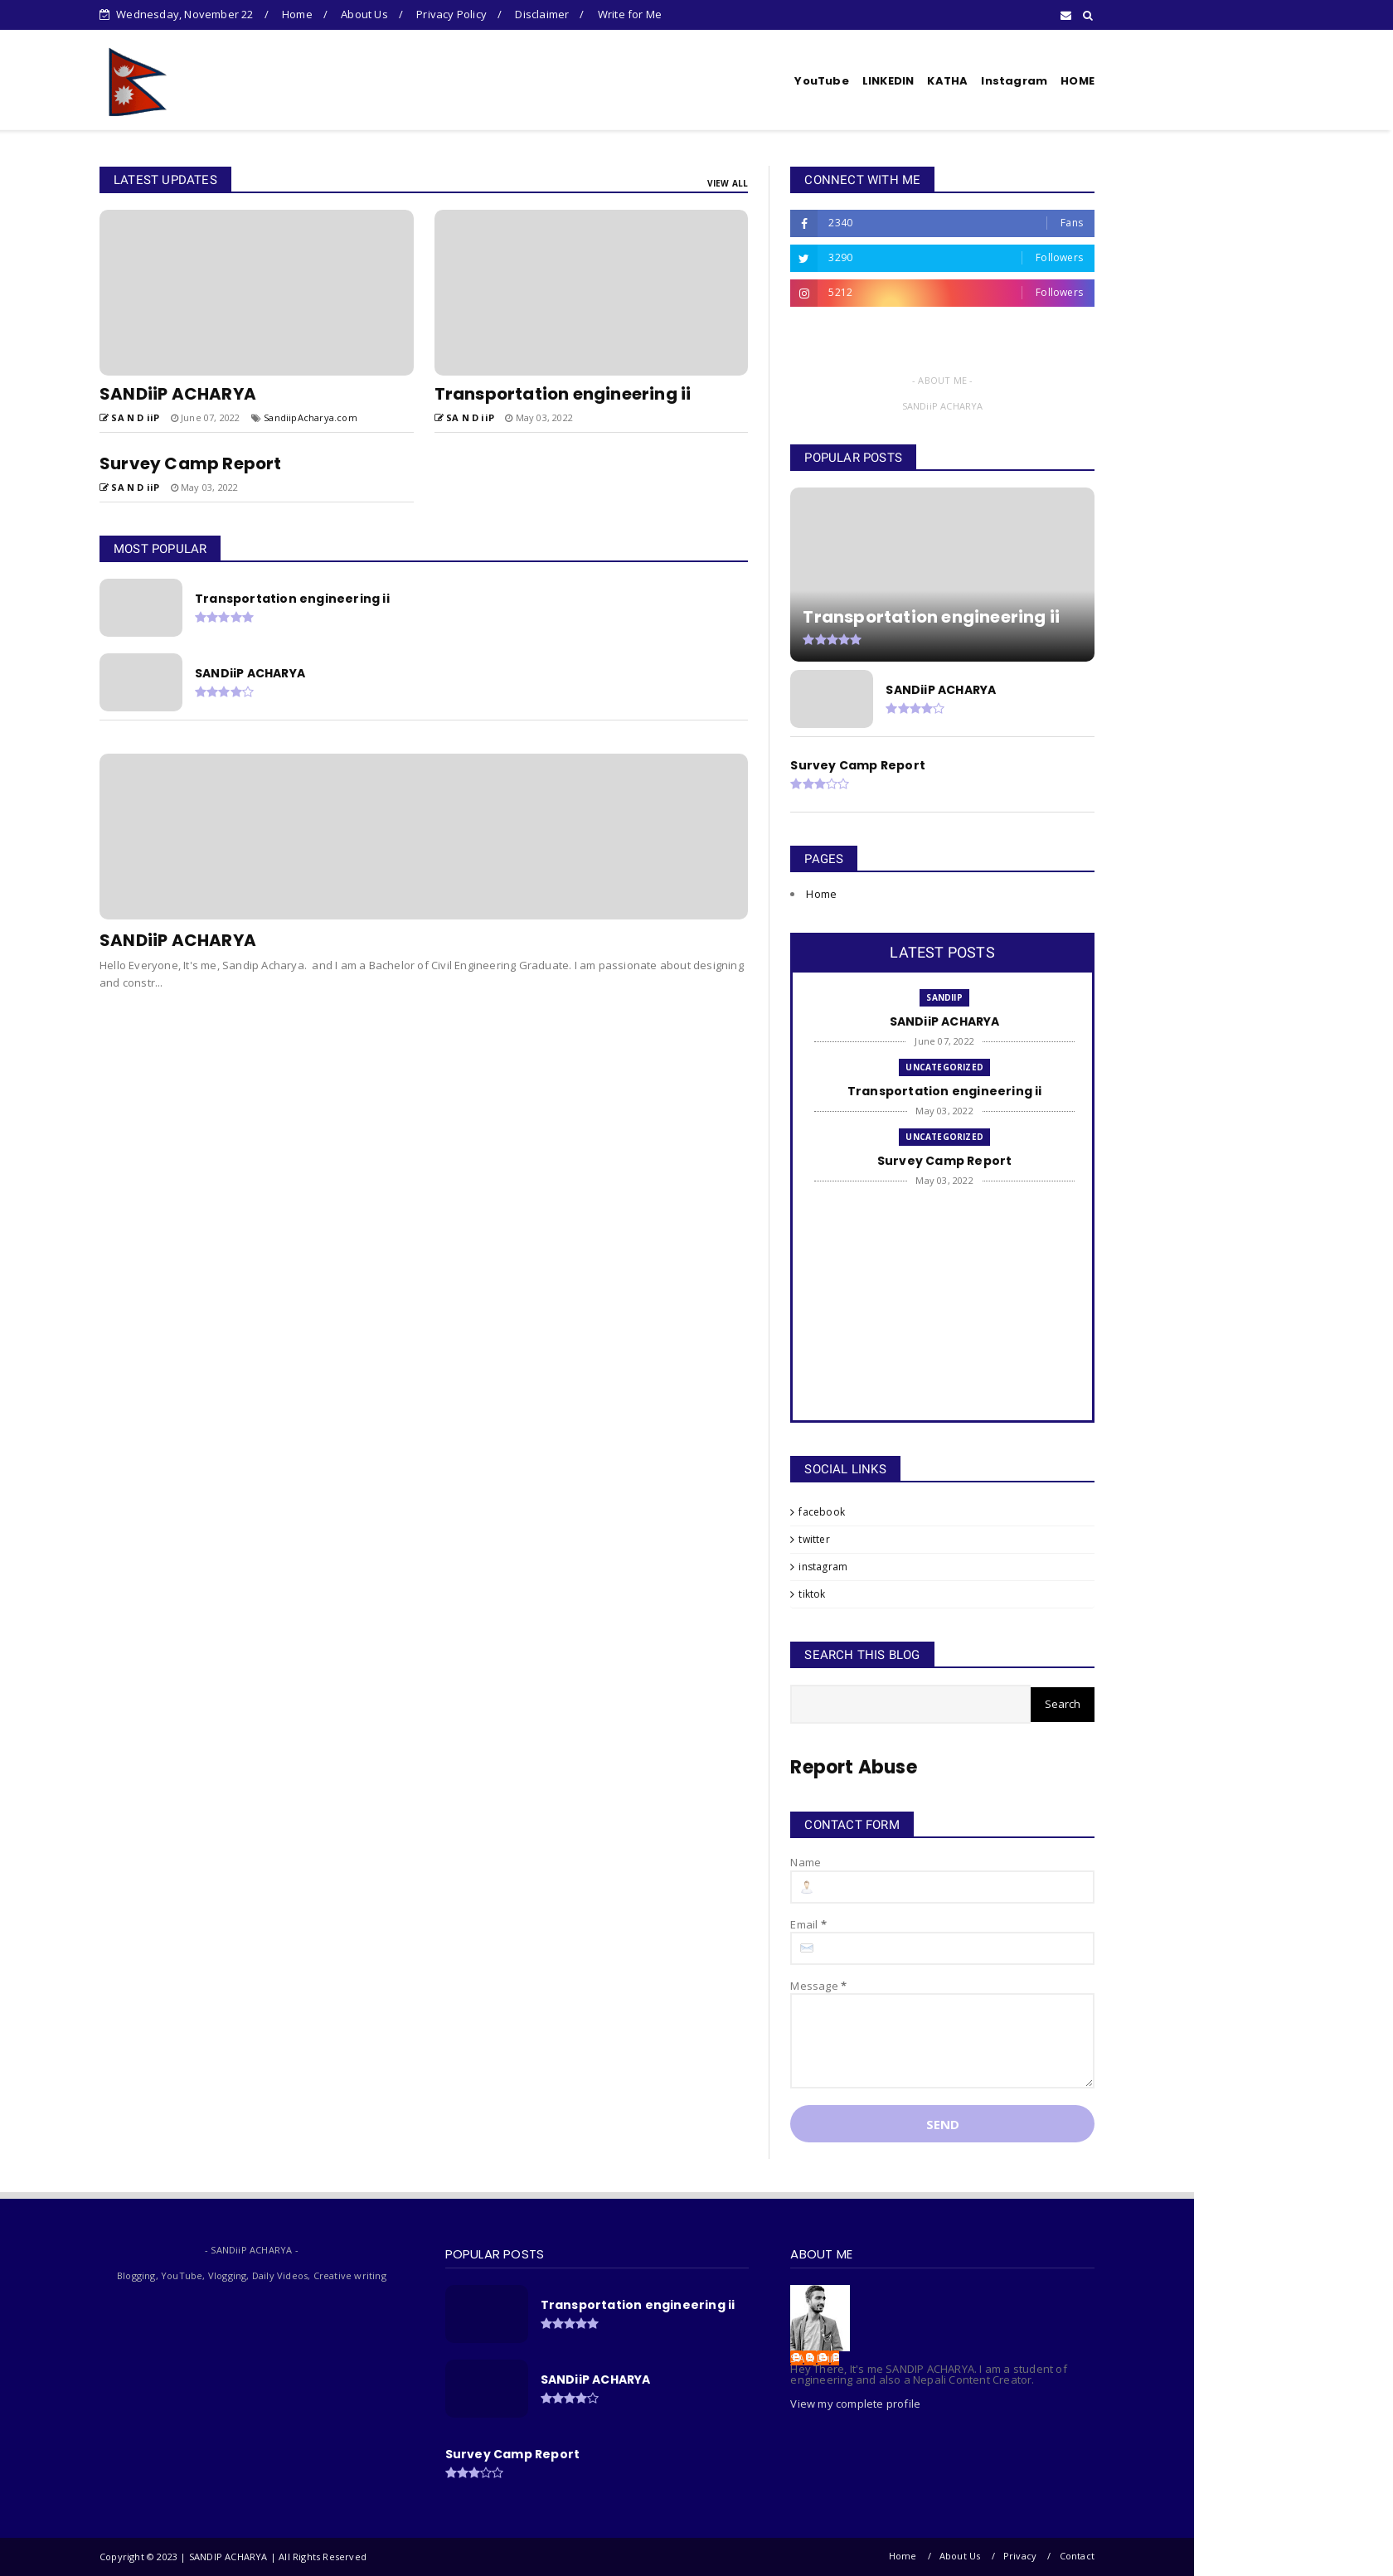 Wednesday, November 22 / Home / About Us / Privacy Policy / Disclaimer / Write for Me
YouTube LINKEDIN KATHA Instagram HOME
LATEST UPDATES
VIEW ALL
SANDiiP ACHARYA
SA N D iiP June 07, 2022 SandiipAcharya.com
Transportation engineering ii
SA N D iiP May 03, 2022
Survey Camp Report
SA N D iiP May 03, 2022
MOST POPULAR
Transportation engineering ii
SANDiiP ACHARYA
SANDiiP ACHARYA
Hello Everyone, It's me, Sandip Acharya.  and I am a Bachelor of Civil Engineering Graduate. I am passionate about designing
and constr...
CONNECT WITH ME
2340 Fans
3290 Followers
5212 Followers
- ABOUT ME -
SANDiiP ACHARYA
POPULAR POSTS
Transportation engineering ii
SANDiiP ACHARYA
Survey Camp Report
PAGES
Home
LATEST POSTS
SANDIIP
SANDiiP ACHARYA
June 07, 2022
UNCATEGORIZED
Transportation engineering ii
May 03, 2022
UNCATEGORIZED
Survey Camp Report
May 03, 2022
SOCIAL LINKS
facebook
twitter
instagram
tiktok
SEARCH THIS BLOG
Search
Report Abuse
CONTACT FORM
Name
Email *
Message *
SEND
- SANDiiP ACHARYA -
Blogging, YouTube, Vlogging, Daily Videos, Creative writing
POPULAR POSTS
Transportation engineering ii
SANDiiP ACHARYA
Survey Camp Report
ABOUT ME
Hey There, It's me SANDIP ACHARYA. I am a student of
engineering and also a Nepali Content Creator.
View my complete profile
Copyright © 2023 | SANDIP ACHARYA | All Rights Reserved
Home / About Us / Privacy / Contact